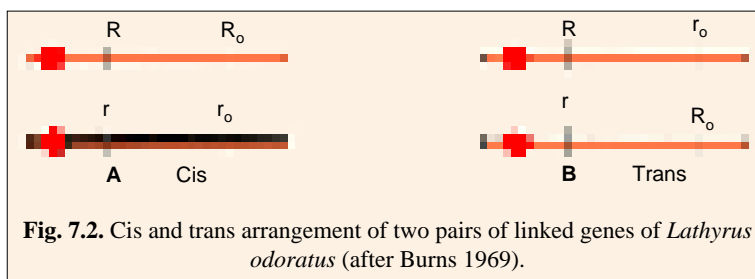 R Ro R ro
r ro r Ro
A Cis B Trans
Fig. 7.2. Cis and trans arrangement of two pairs of linked genes of Lathyrus
odoratus (after Burns 1969).